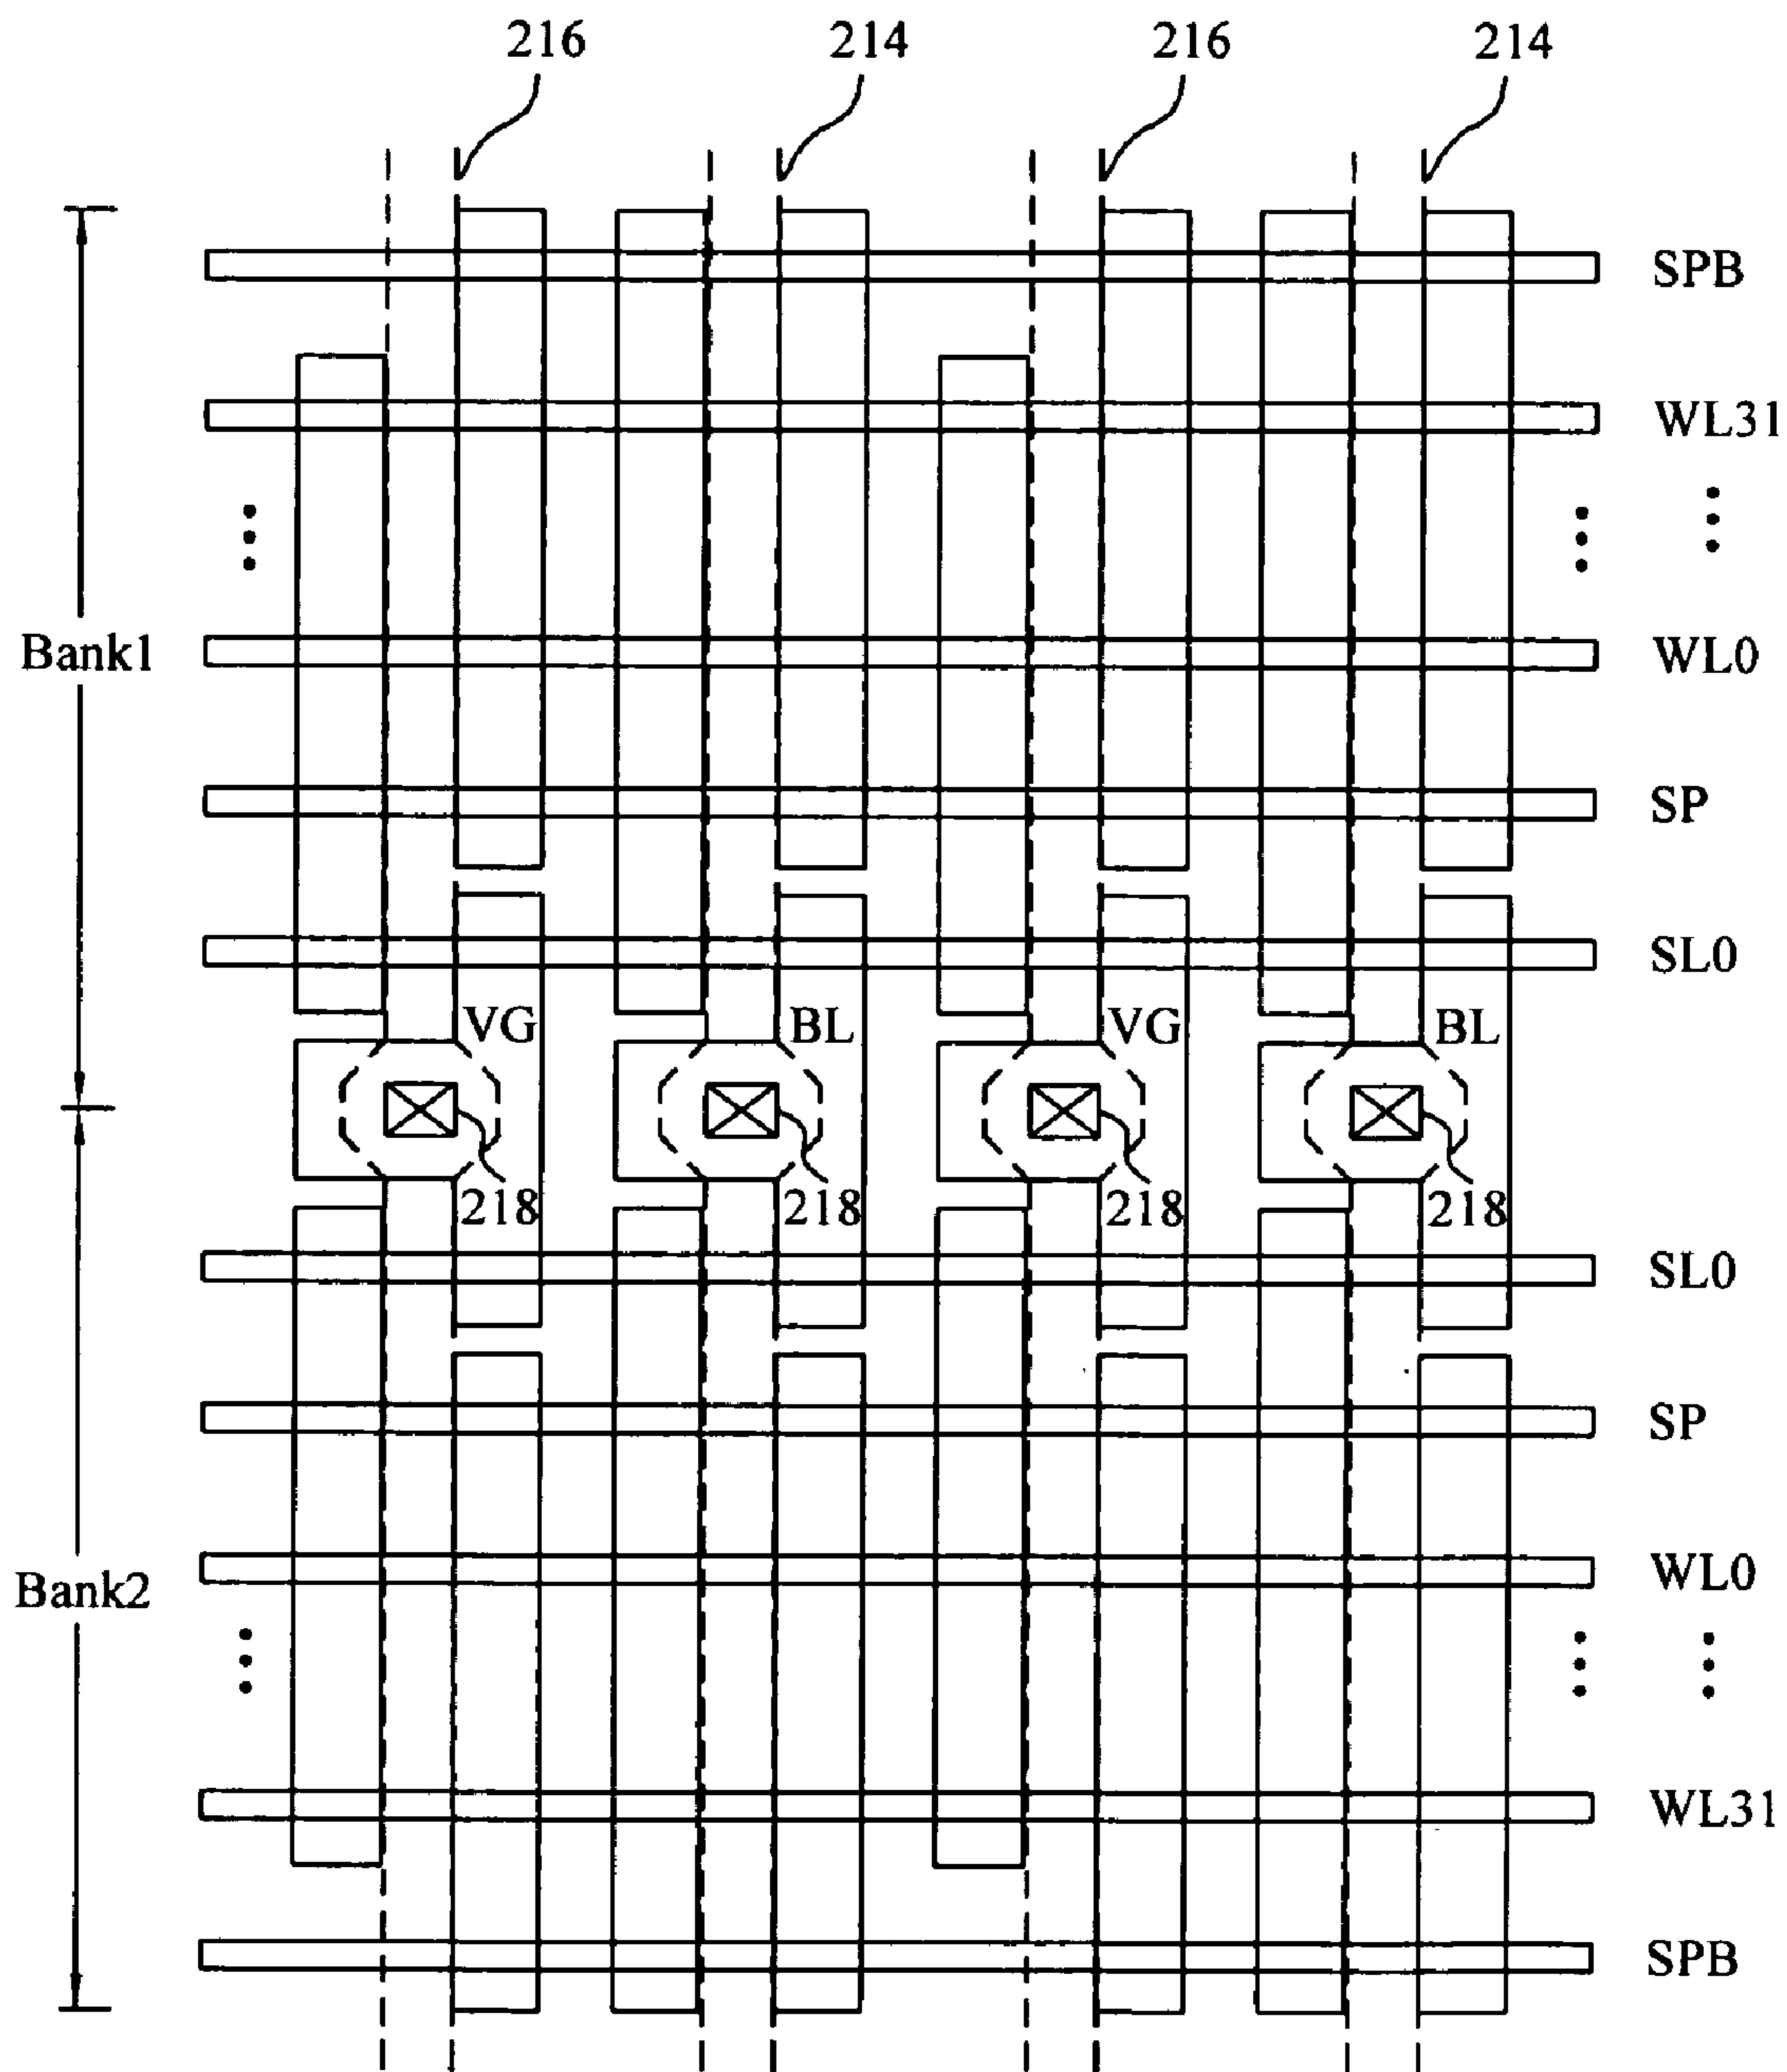 216 214 216 214
SPB
WL31
Bank1
WL0
SP
SL0
VG BL VG BL
218 218 218 218
SL0
SP
WL0
Bank2
WL31
SPB